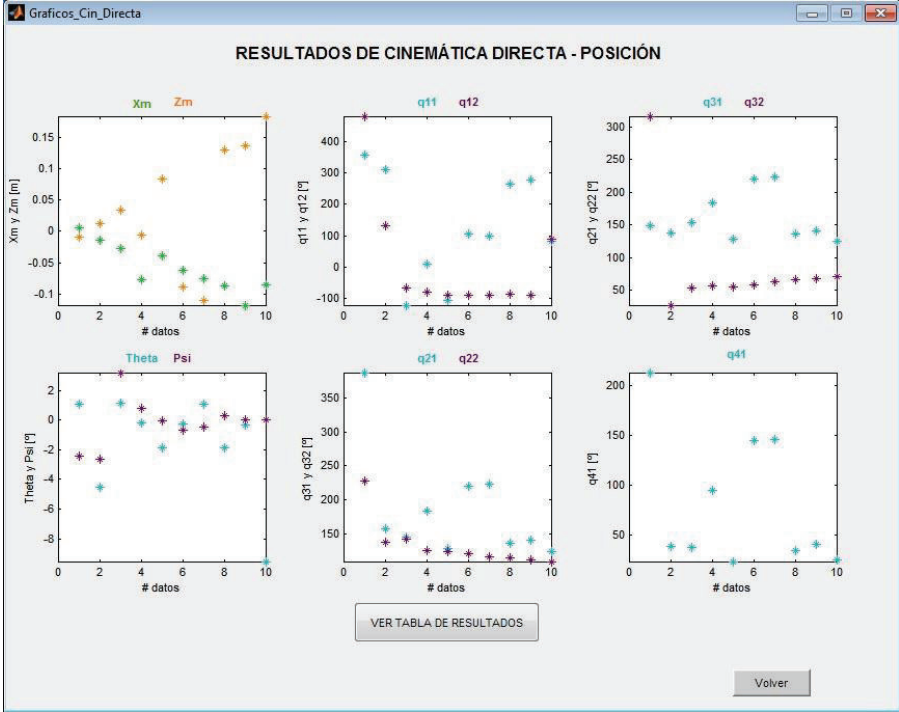 Graficos_Cin_Directa
RESULTADOS DE CINEMÁTICA DIRECTA - POSICIÓN
Xm Zm
Xm y Zm [m]
0.15
0.1
0.05
0
-0.05
-0.1
0 2 4 6 8 10
# datos
q11 q12
q11 y q12 [º]
400
300
200
100
0
-100
0 2 4 6 8 10
# datos
q31 q32
q21 y q22 [º]
300
250
200
150
100
50
0 2 4 6 8 10
# datos
Theta Psi
Theta y Psi [º]
2
0
-2
-4
-6
-8
0 2 4 6 8 10
# datos
q21 q22
q31 y q32 [º]
350
300
250
200
150
0 2 4 6 8 10
# datos
q41
q41 [º]
200
150
100
50
0 2 4 6 8 10
# datos
VER TABLA DE RESULTADOS
Volver